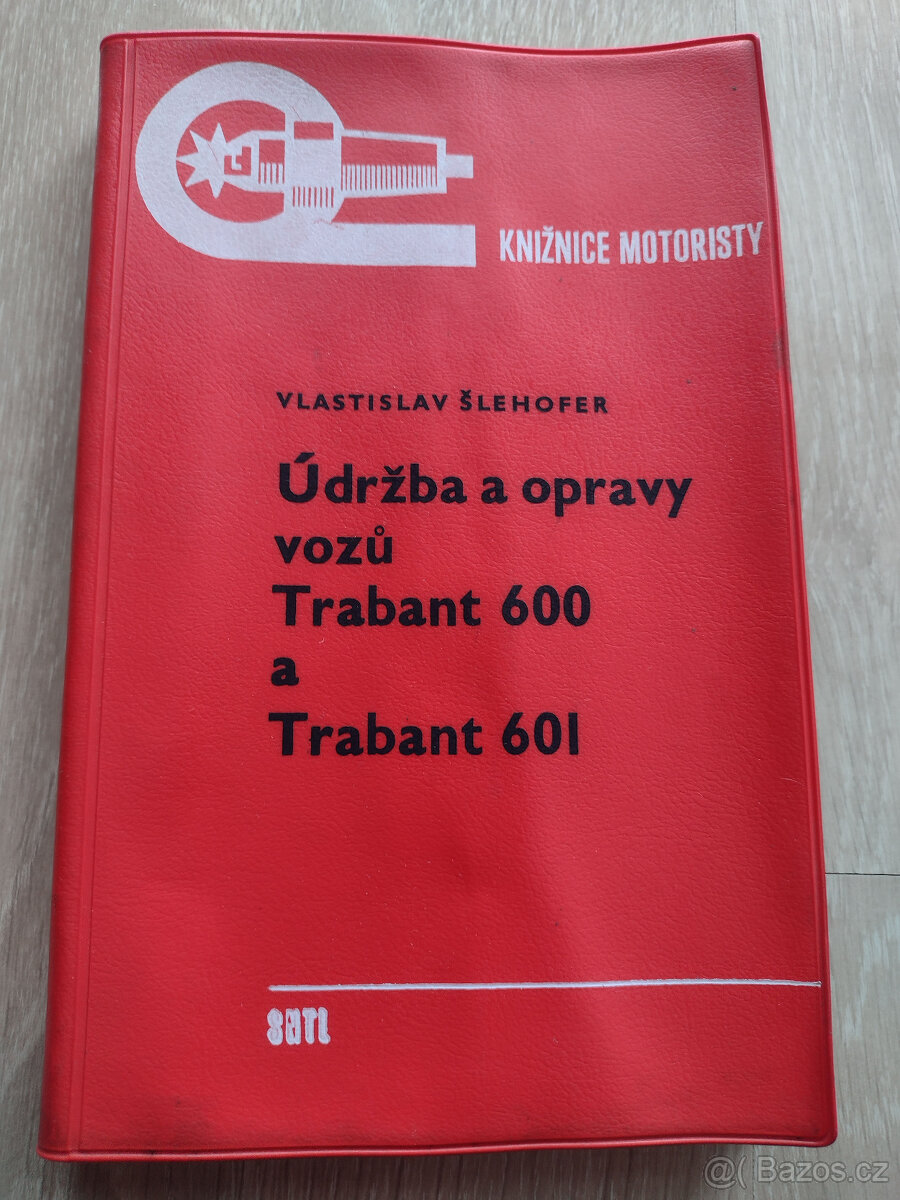 KNIŽNICE MOTORISTY
VLASTISLAV ŠLEHOFER
Údržba a opravy
vozů
Trabant 600
a
Trabant 601
SNTL
@ Bazos.cz